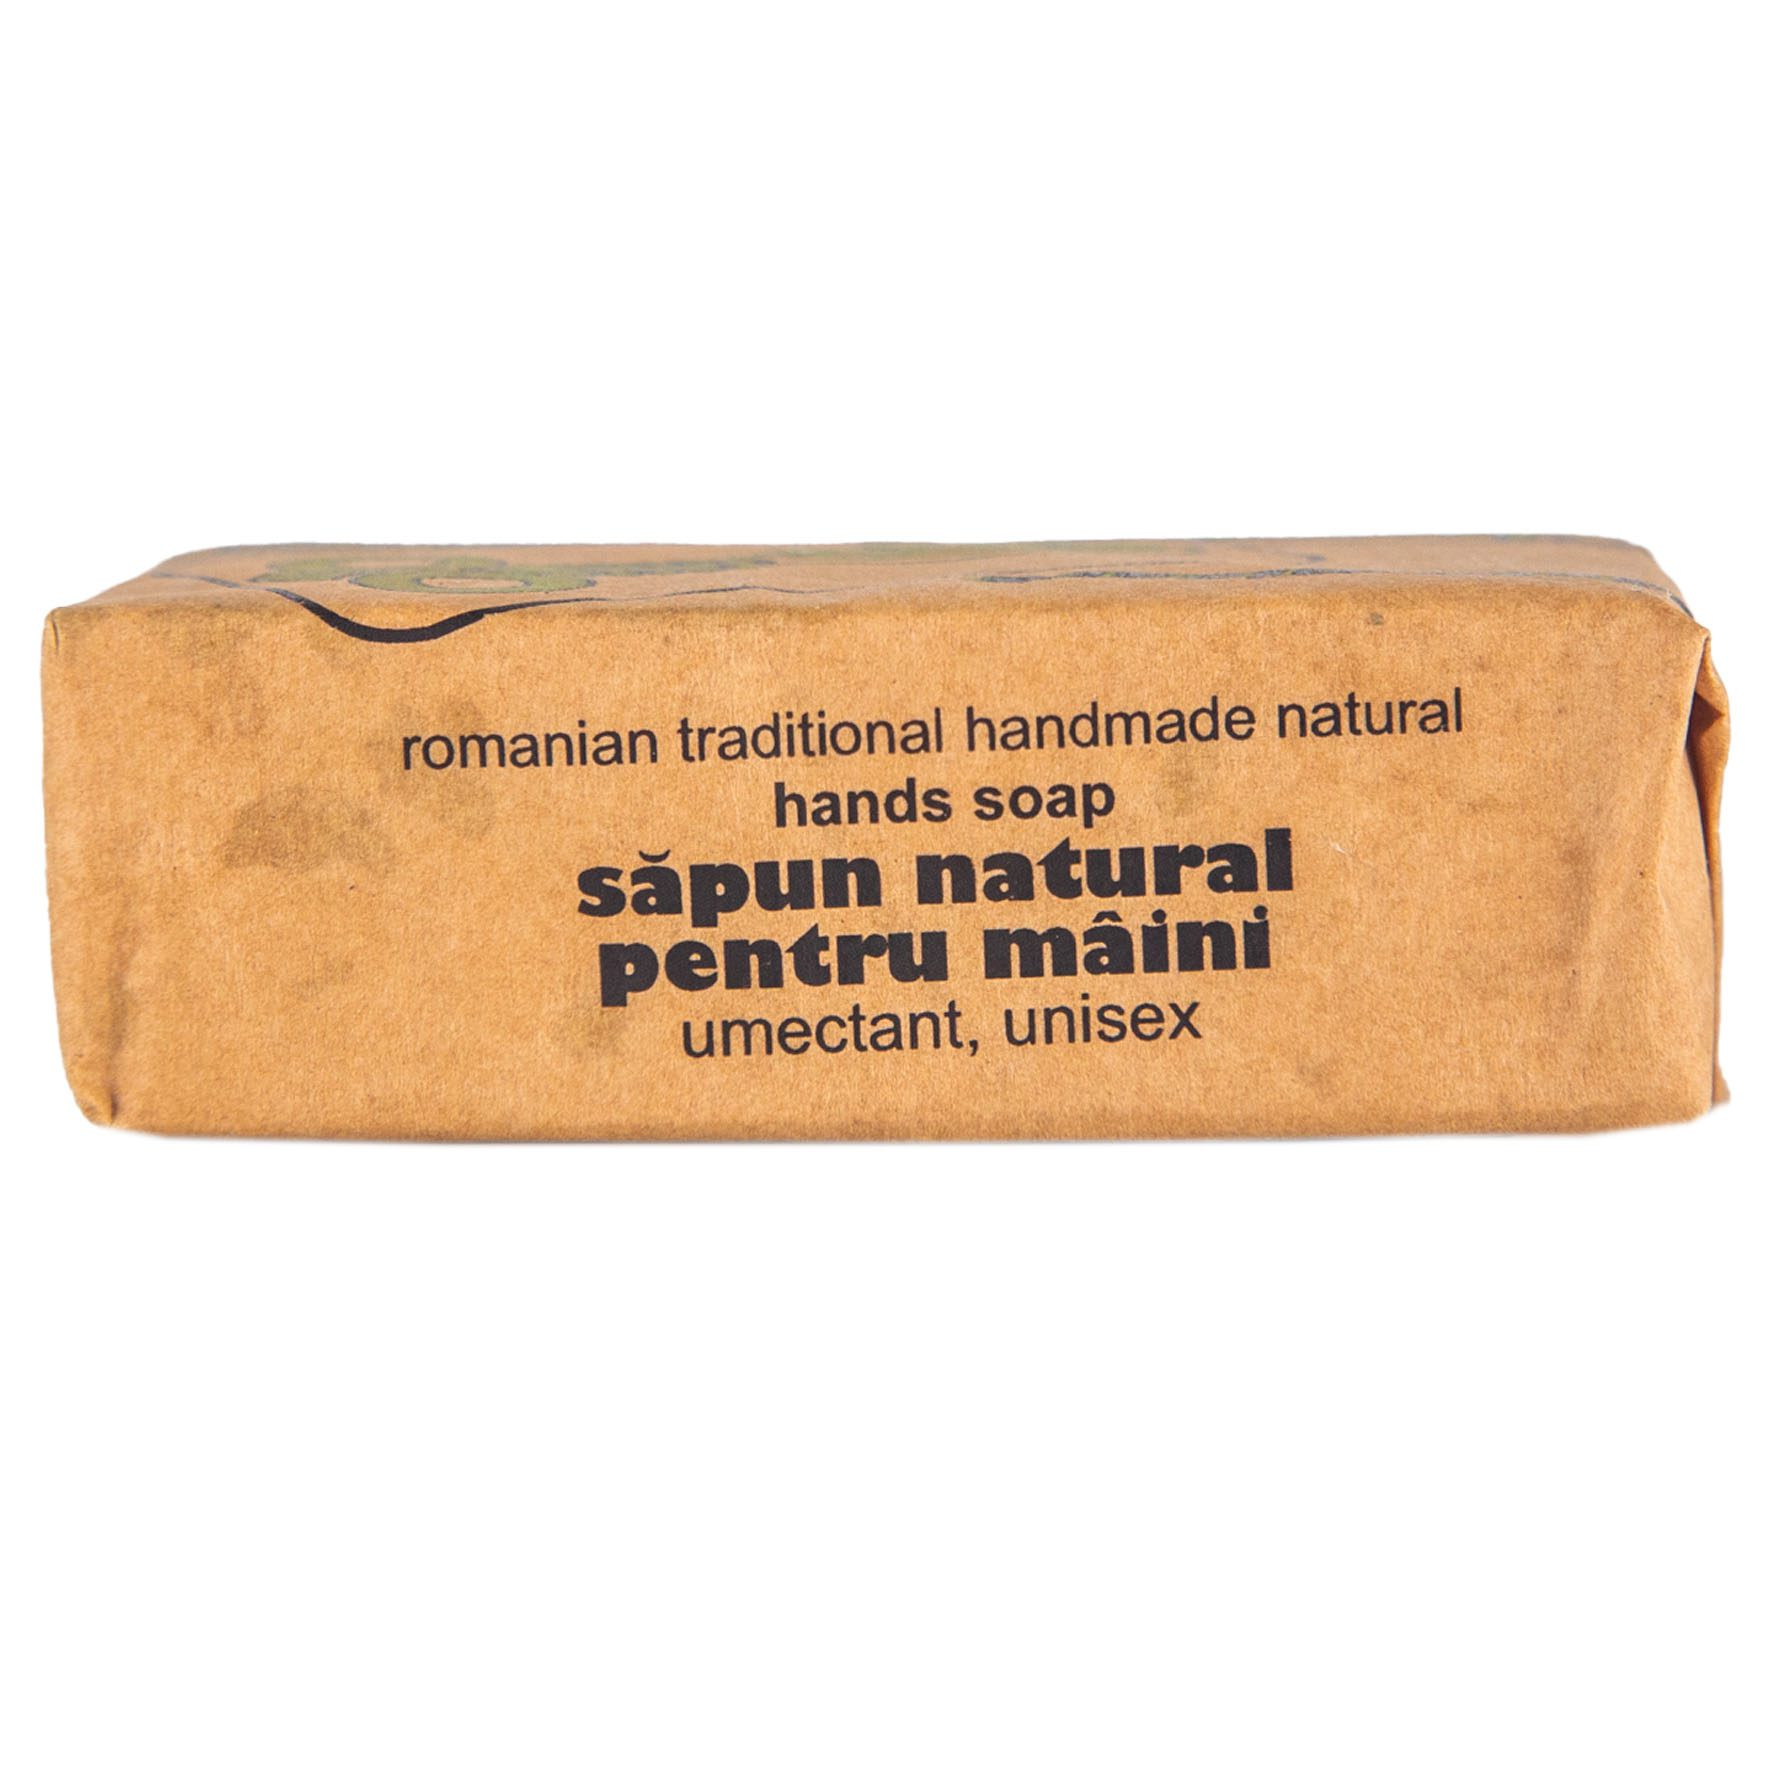 romanian traditional handmade natural
hands soap
săpun natural
pentru mâini
umectant, unisex